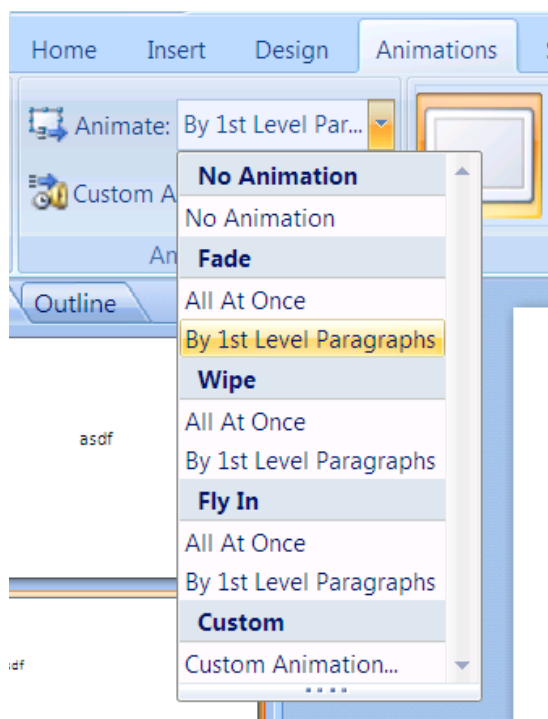 Home Insert Design Animations
Animate: By 1st Level Par...
No Animation
Custom A
No Animation
An
Fade
Outline
All At Once
By 1st Level Paragraphs
Wipe
All At Once
asdf
By 1st Level Paragraphs
Fly In
All At Once
By 1st Level Paragraphs
Custom
Custom Animation...